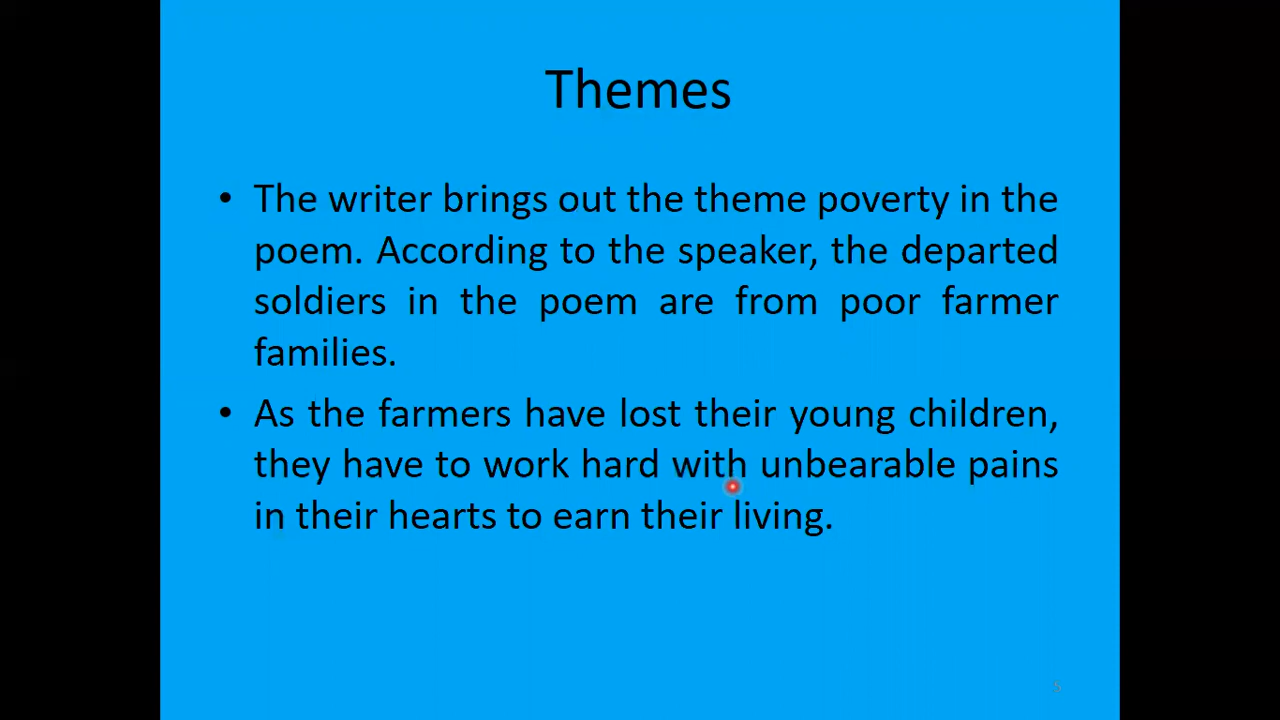 Themes
• The writer brings out the theme poverty in the
poem. According to the speaker, the departed
soldiers in the poem are from poor farmer
families.
• As the farmers have lost their young children,
they have to work hard with unbearable pains
in their hearts to earn their living.
5